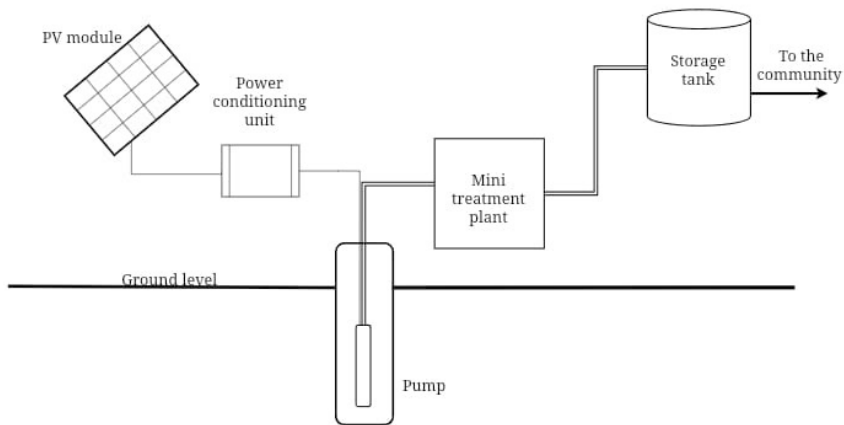 PV module
Power
conditioning
unit
Storage
tank
To the
community
Mini
treatment
plant
Ground level
Pump